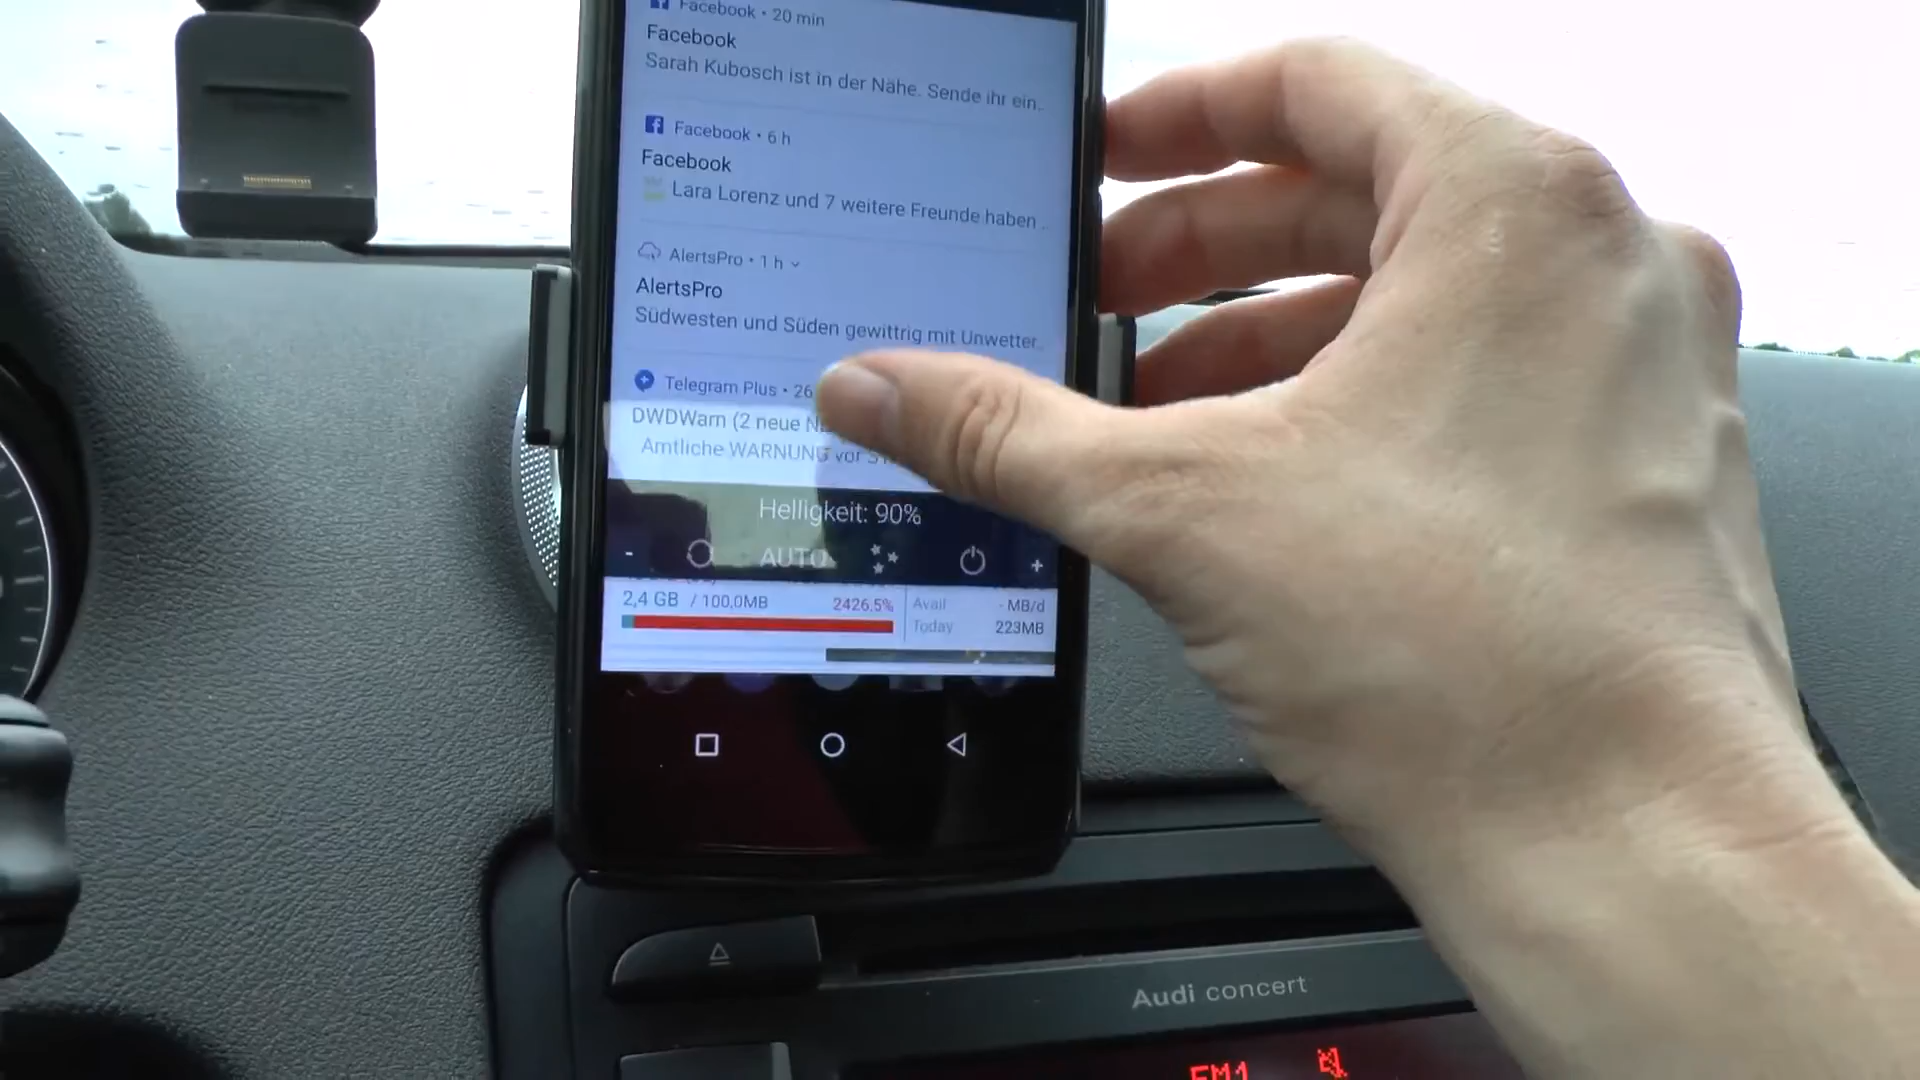 Facebook • 20 min
Facebook
Sarah Kubosch ist in der Nähe. Sende ihr ein..
Facebook • 6 h
Facebook
Lara Lorenz und 7 weitere Freunde haben ..
AlertsPro • 1 h
AlertsPro
Südwesten und Süden gewittrig mit Unwetter..
Telegram Plus • 26
DWDWarn (2 neue
Amtliche WARNUNG vor
Helligkeit: 90%
- AUTO +
2,4 GB / 100,0MB 2426,5% Avail - MB/d
Today 223MB
Audi concert
FM1